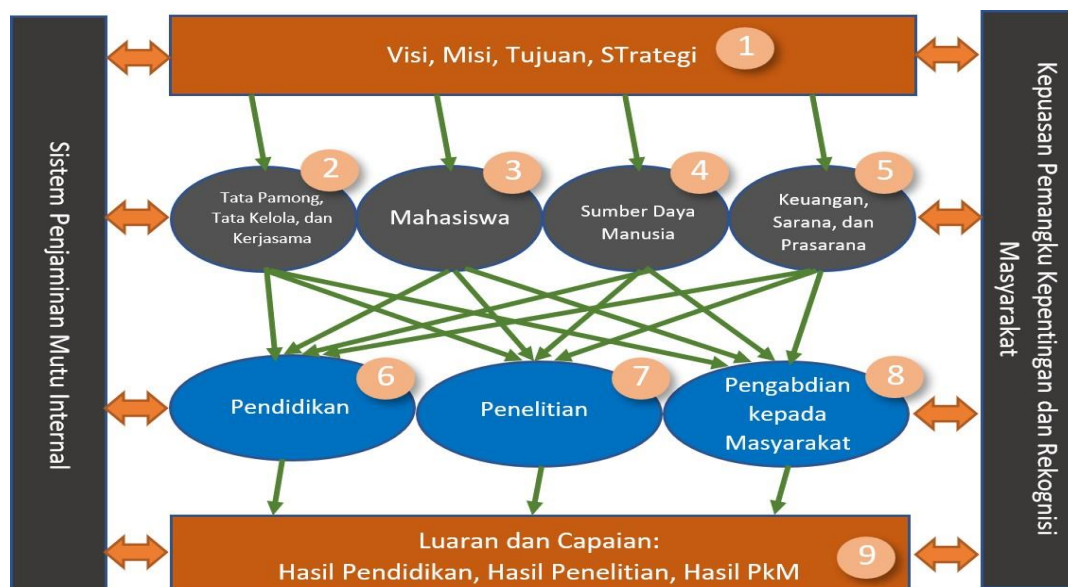 Sistem Penjaminan Mutu Internal
Visi, Misi, Tujuan, STrategi
1
2
Tata Pamong,
Tata Kelola, dan
Kerjasama
3
Mahasiswa
4
Sumber Daya
Manusia
5
Keuangan,
Sarana, dan
Prasarana
6
Pendidikan
7
Penelitian
8
Pengabdian
kepada
Masyarakat
Luaran dan Capaian:
Hasil Pendidikan, Hasil Penelitian, Hasil PkM
9
Kepuasan Pemangku Kepentingan dan Rekognisi
Masyarakat